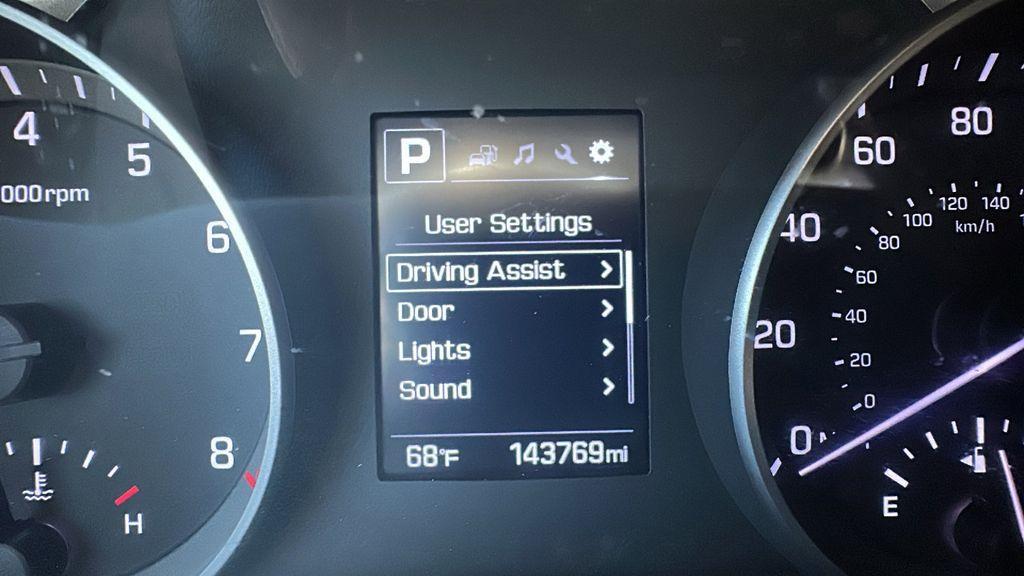 4
5
000rpm
6
7
8
H
P
User Settings
Driving Assist
Door
Lights
Sound
68°F 143769mi
80
60
40
20
0
120 140
100
km/h
80
60
40
20
0
E